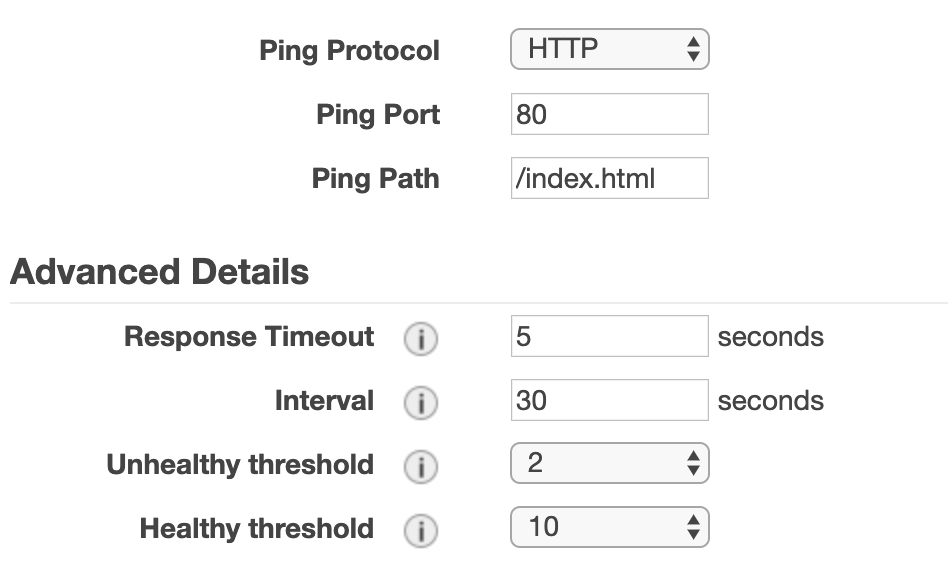 Ping Protocol HTTP
Ping Port 80
Ping Path /index.html
Advanced Details
Response Timeout i 5 seconds
Interval i 30 seconds
Unhealthy threshold i 2
Healthy threshold i 10